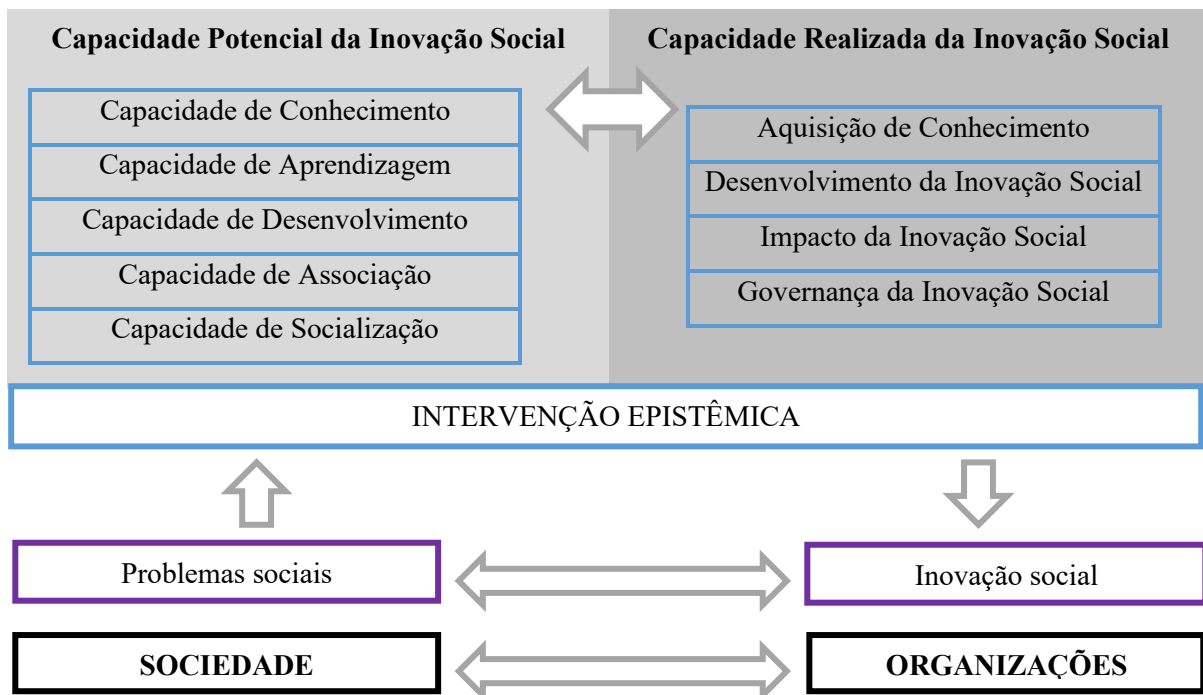 Capacidade Potencial da Inovação Social
Capacidade de Conhecimento
Capacidade de Aprendizagem
Capacidade de Desenvolvimento
Capacidade de Associação
Capacidade de Socialização
Capacidade Realizada da Inovação Social
Aquisição de Conhecimento
Desenvolvimento da Inovação Social
Impacto da Inovação Social
Governança da Inovação Social
INTERVENÇÃO EPISTÊMICA
Problemas sociais
Inovação social
SOCIEDADE
ORGANIZAÇÕES